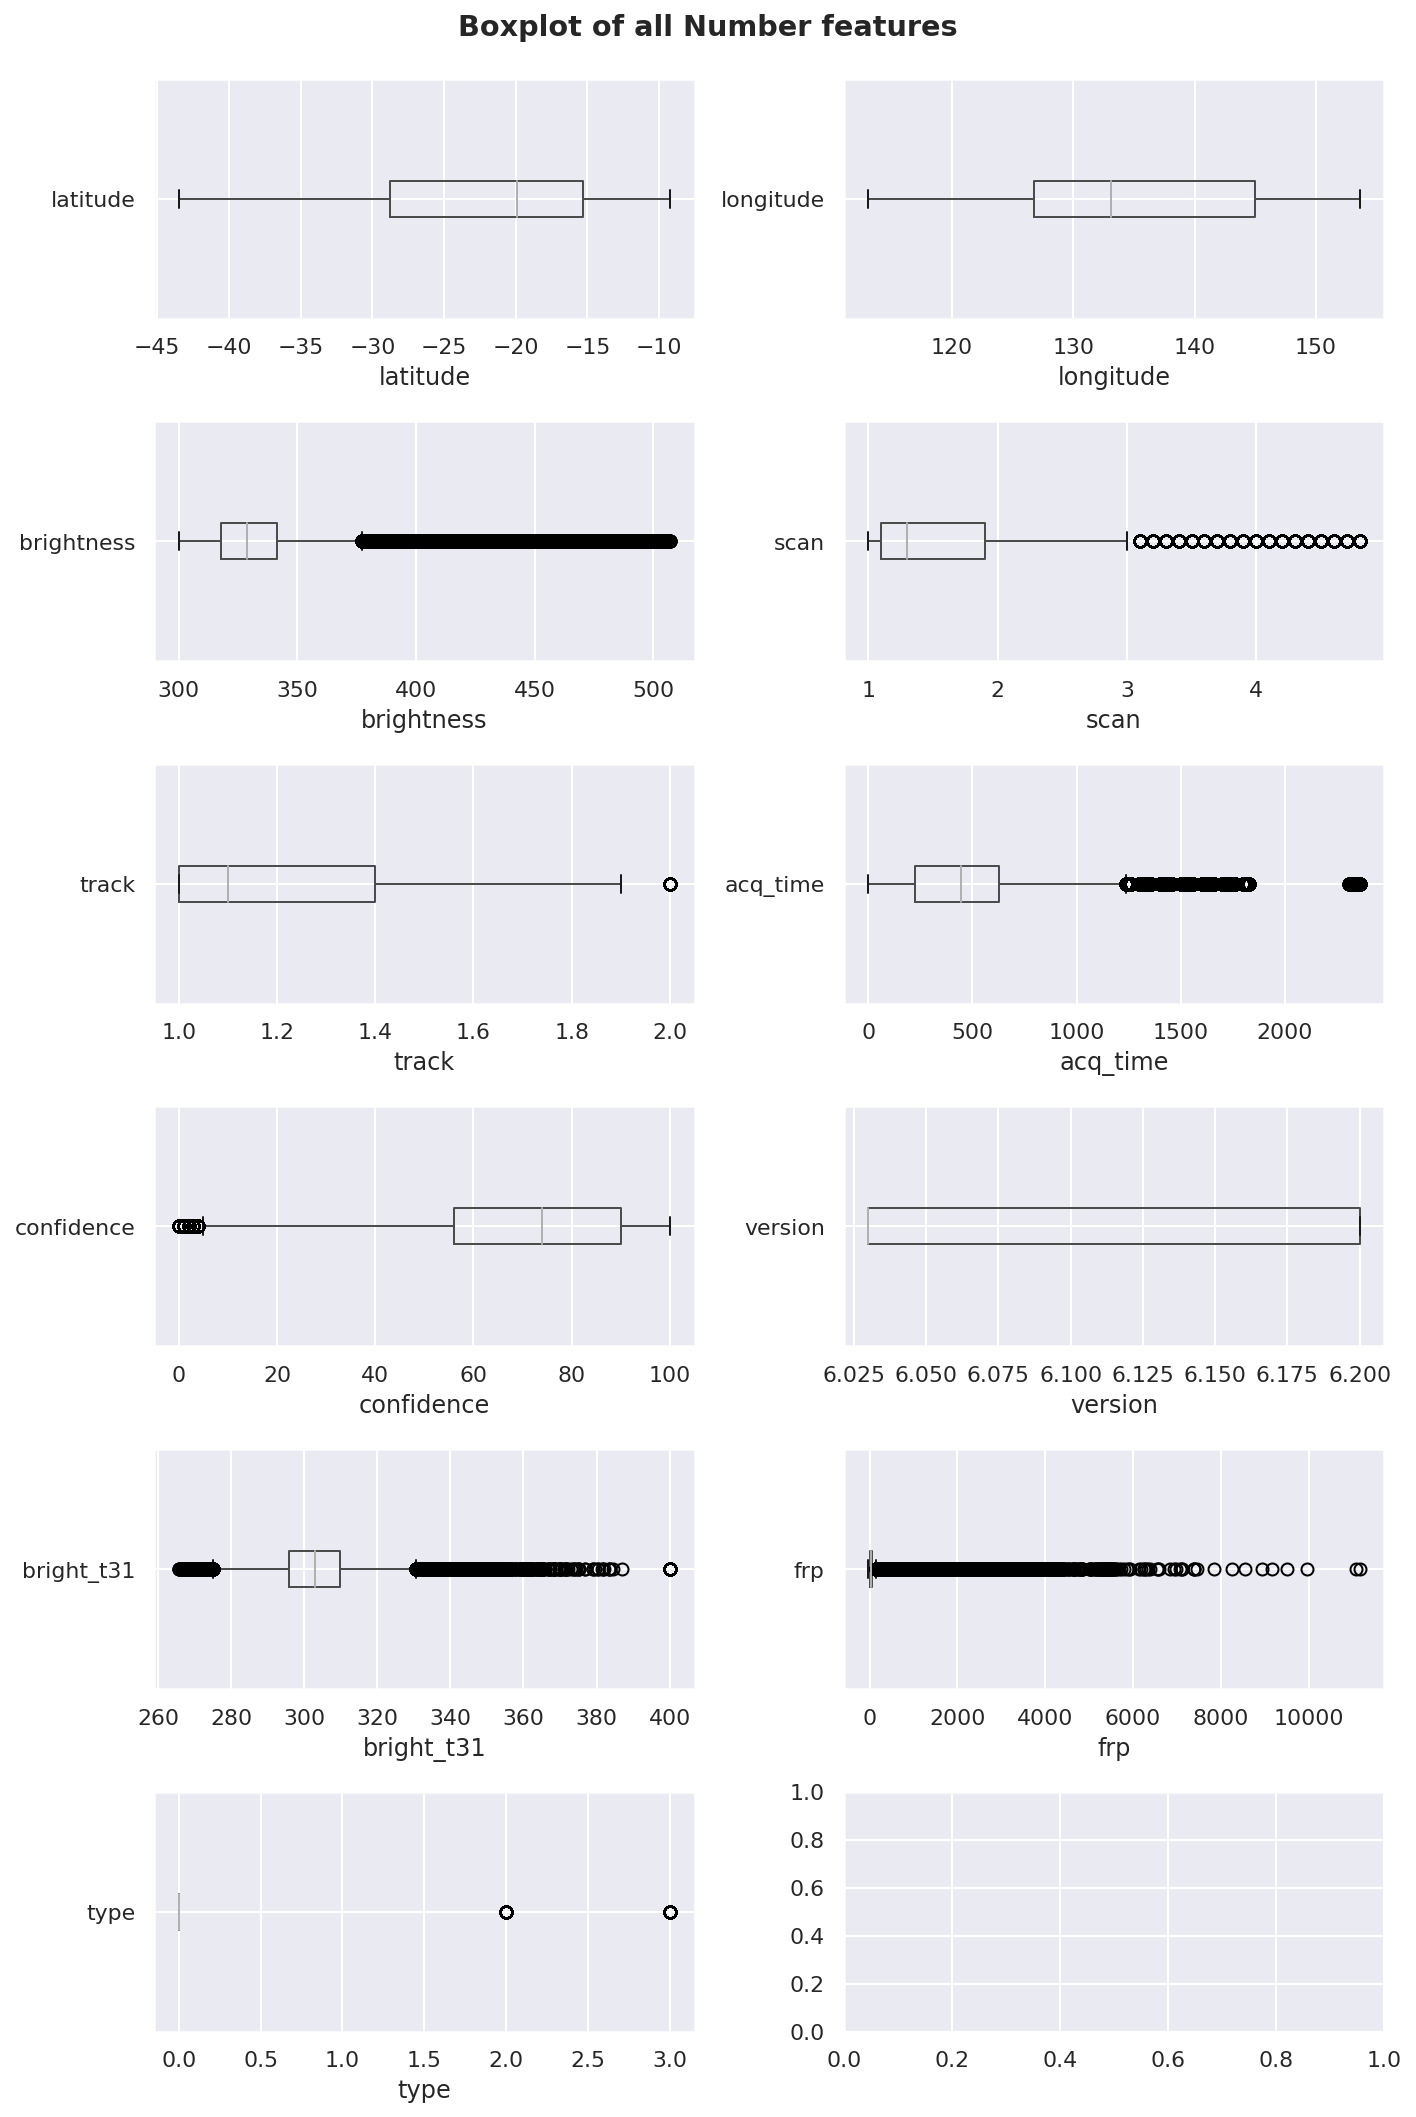 Boxplot of all Number features
latitude
−45 −40 −35 −30 −25 −20 −15 −10
latitude
longitude
120 130 140 150
longitude
brightness
300 350 400 450 500
brightness
scan
1 2 3 4
scan
track
1.0 1.2 1.4 1.6 1.8 2.0
track
acq_time
0 500 1000 1500 2000
acq_time
confidence
0 20 40 60 80 100
confidence
version
6.025 6.050 6.075 6.100 6.125 6.150 6.175 6.200
version
bright_t31
260 280 300 320 340 360 380 400
bright_t31
frp
0 2000 4000 6000 8000 10000
frp
type
0.0 0.5 1.0 1.5 2.0 2.5 3.0
type
1.0
0.8
0.6
0.4
0.2
0.0
0.0 0.2 0.4 0.6 0.8 1.0